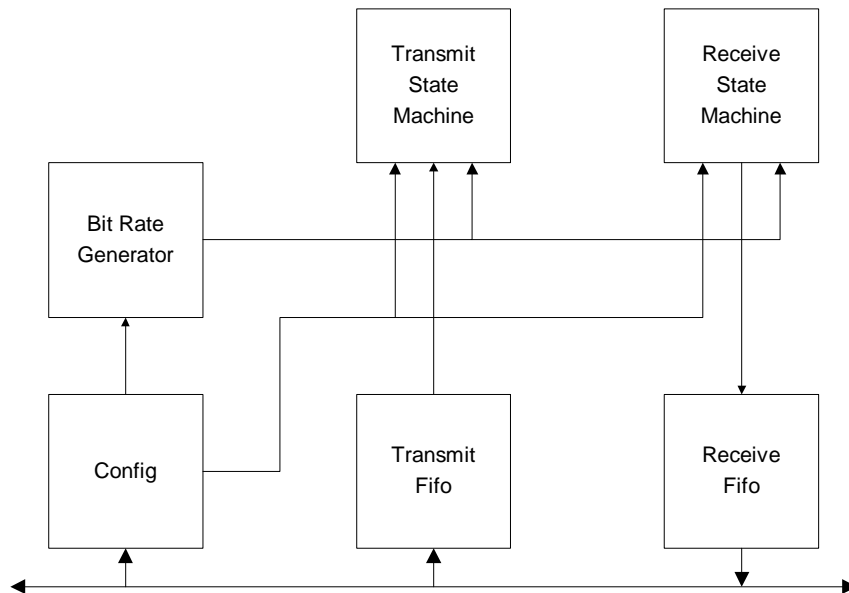 Transmit
State
Machine
Receive
State
Machine
Bit Rate
Generator
Config
Transmit
Fifo
Receive
Fifo